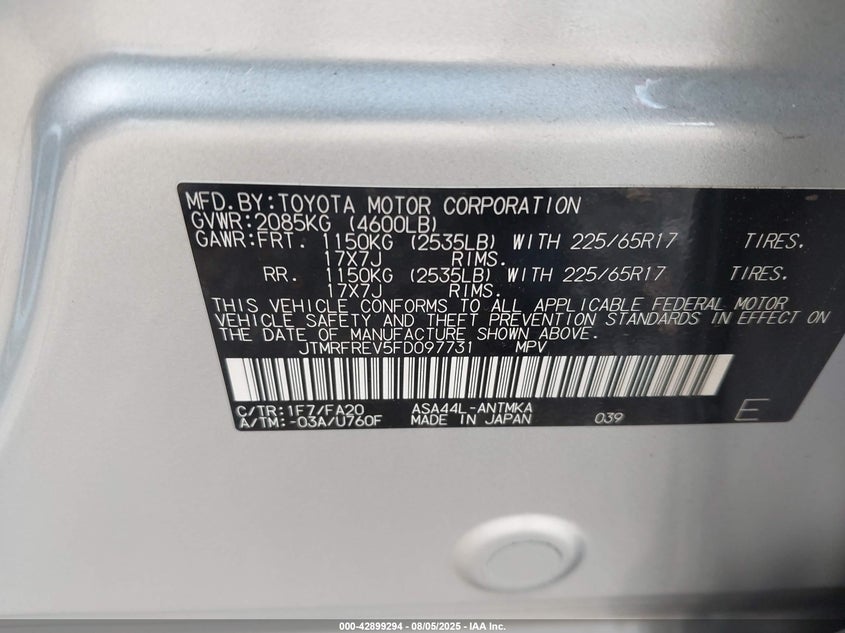 MFD.BY:TOYOTA MOTOR CORPORATION
GVWR:2085KG (4600LB)
GAWR:FRT. 1150KG (2535LB) WITH 225/65R17 TIRES.
17X7J RIMS.
RR. 1150KG (2535LB) WITH 225/65R17 TIRES.
17X7J RIMS.
THIS VEHICLE CONFORMS TO ALL APPLICABLE FEDERAL MOTOR
VEHICLE SAFETY AND THEFT PREVENTION STANDARDS IN EFFECT ON
THE DATE OF MANUFACTURE SHOWN ABOVE.
JTMRFREV5FD097731 MPV
C/TR:1F7/FA20 ASA44L-ANTMKA
A/TM:-03A/U760F MADE IN JAPAN 039 E
000-42899294 - 08/05/2025 - IAA Inc.